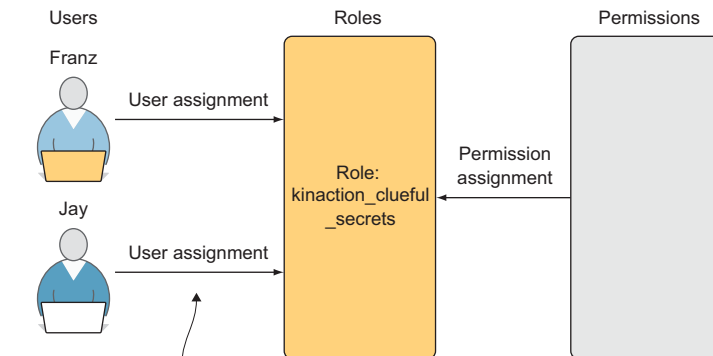 Users
Roles
Permissions
Franz
User assignment
Permission
assignment
Role:
kinaction_clueful
_secrets
Jay
User assignment